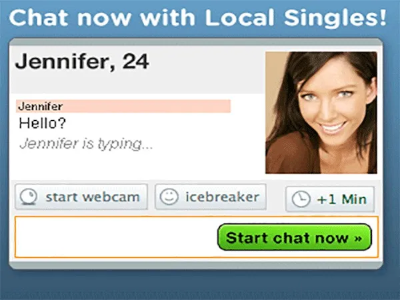 Chat now with Local Singles!
Jennifer, 24
Jennifer
Hello?
Jennifer is typing...
start webcam
icebreaker
+1 Min
Start chat now »